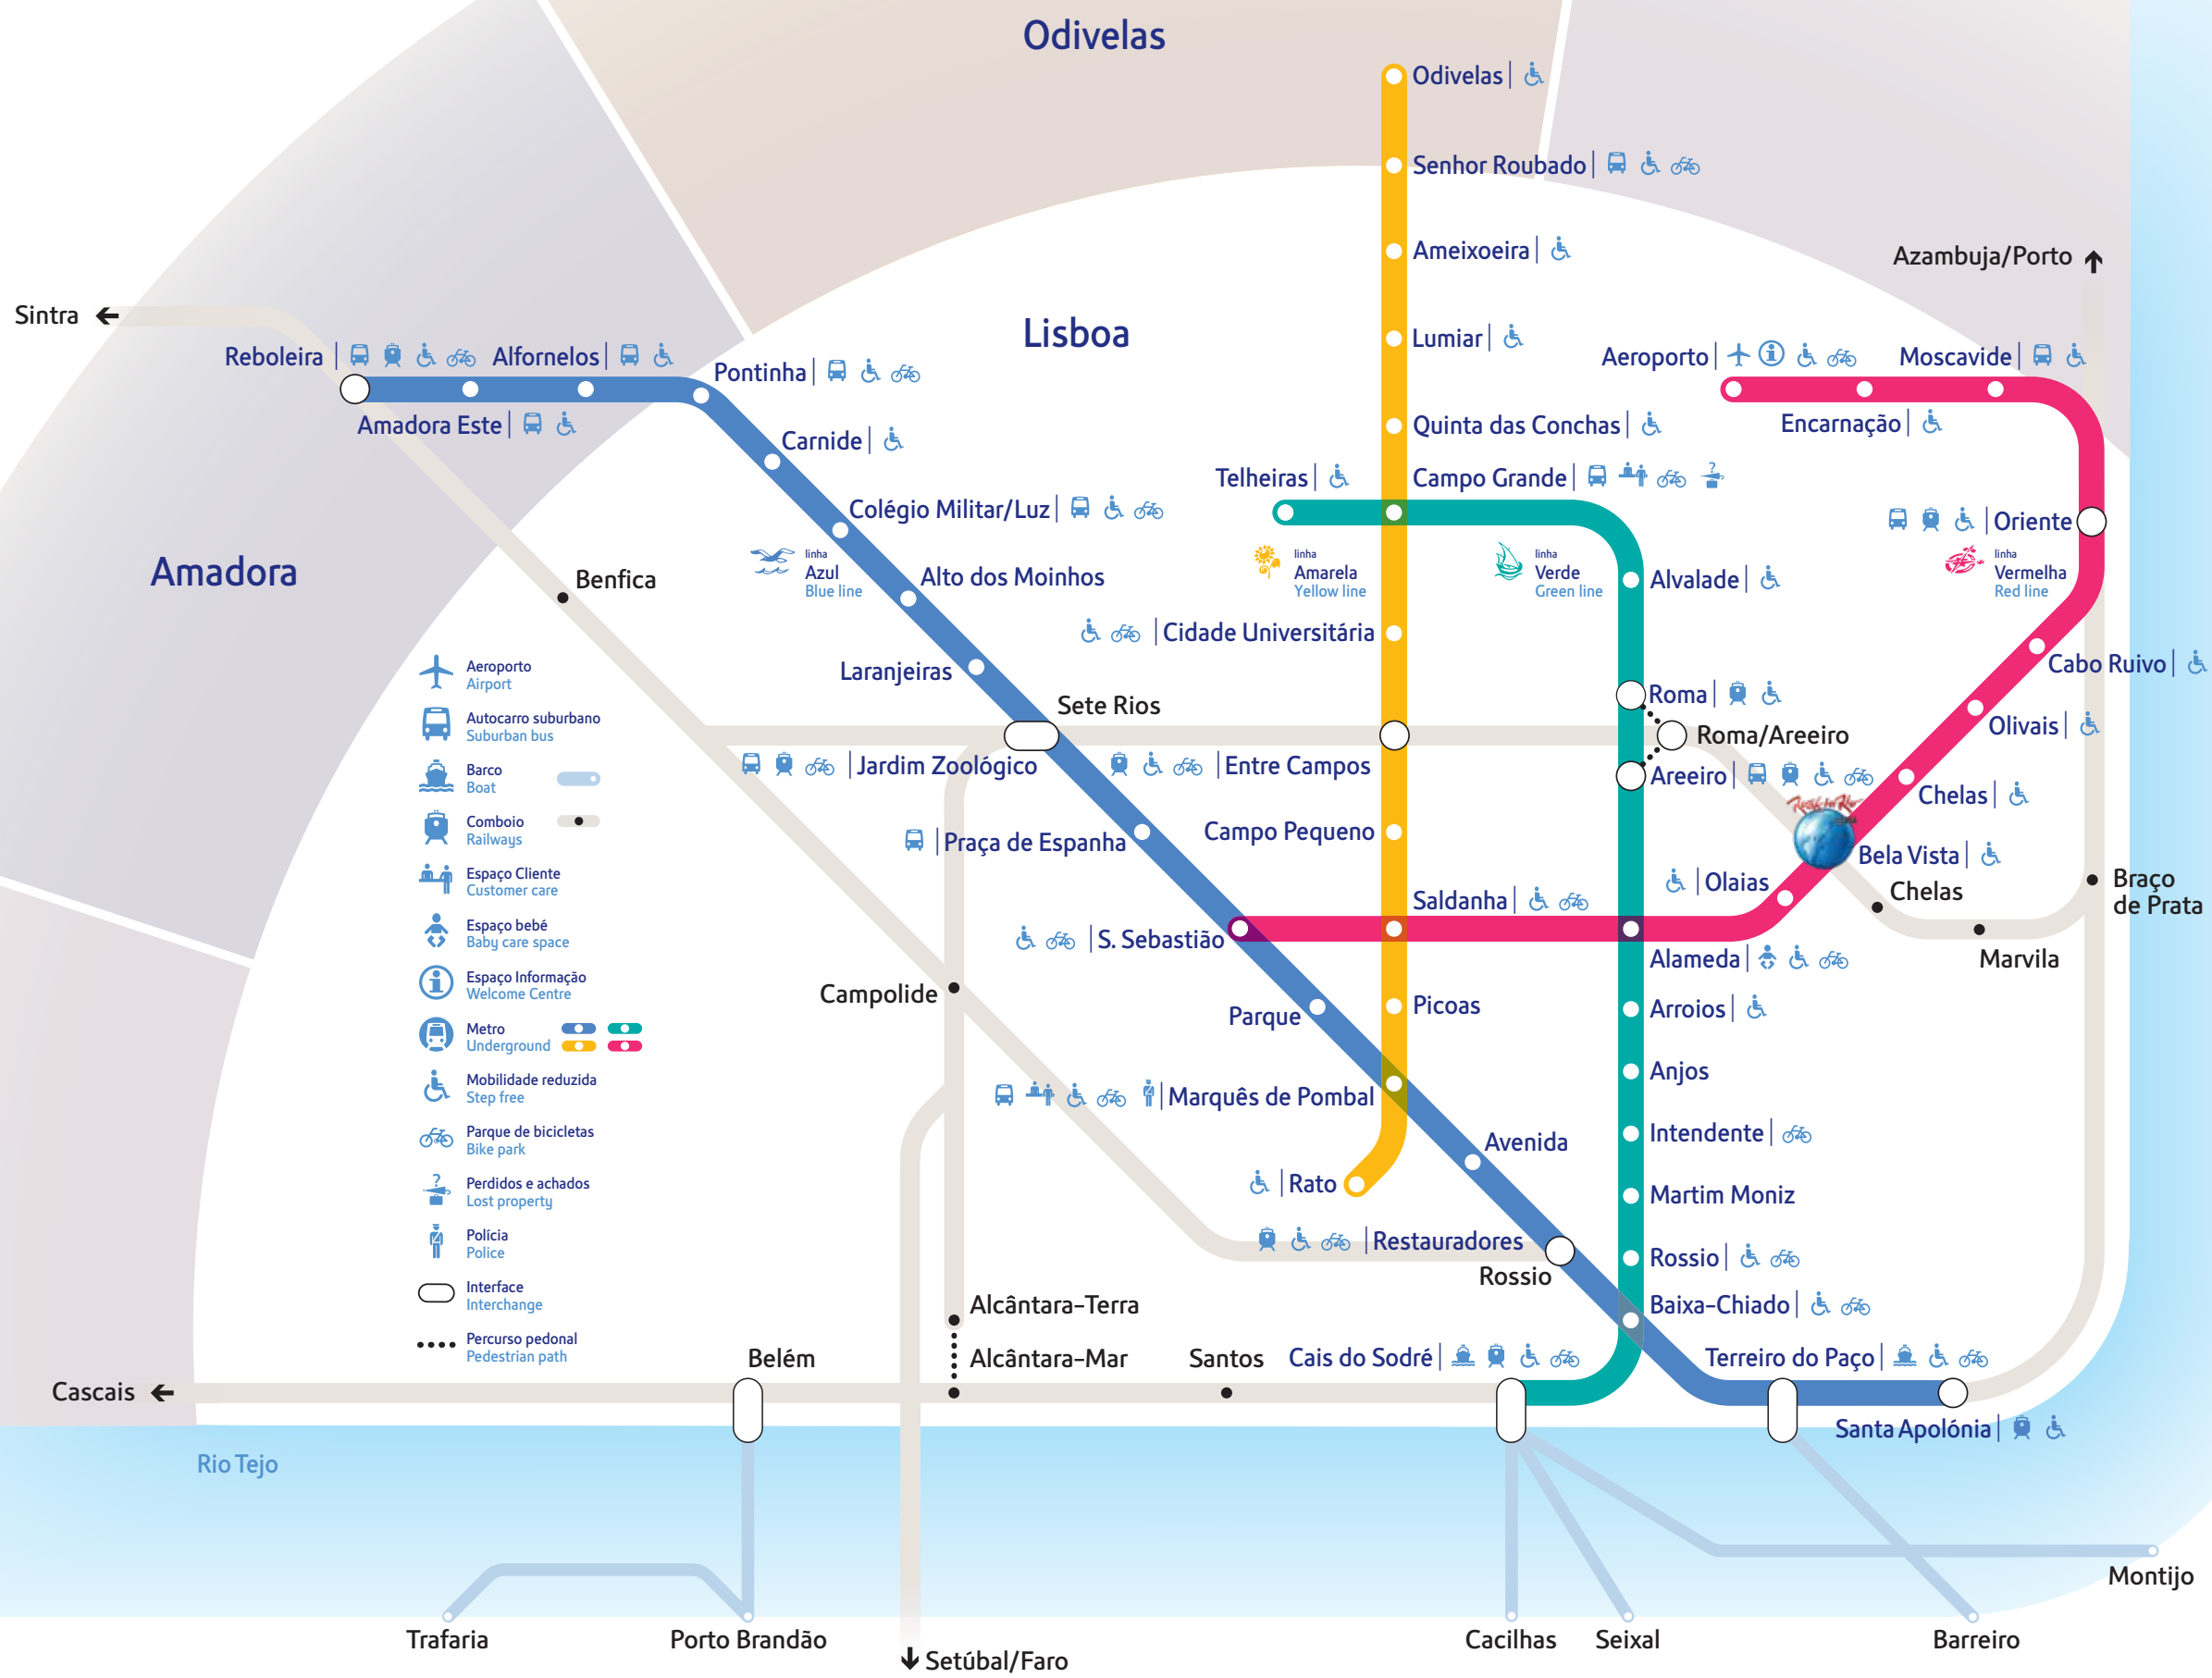 Odivelas
Odivelas
Senhor Roubado
Ameixoeira
Azambuja/Porto
Sintra
Lisboa
Lumiar
Reboleira
Alfornelos
Pontinha
Aeroporto
Moscavide
Amadora Este
Carnide
Quinta das Conchas
Encarnação
Telheiras
Campo Grande
Colégio Militar/Luz
Oriente
linha
Azul
Blue line
linha
Amarela
Yellow line
linha
Verde
Green line
linha
Vermelha
Red line
Amadora
Benfica
Alto dos Moinhos
Alvalade
Cidade Universitária
Laranjeiras
Cabo Ruivo
Roma
Sete Rios
Olivais
Roma/Areeiro
Jardim Zoológico
Entre Campos
Areeiro
Chelas
Praça de Espanha
Campo Pequeno
Bela Vista
Olaias
Chelas
Braço
de Prata
Saldanha
S. Sebastião
Alameda
Marvila
Campolide
Parque
Picoas
Arroios
Anjos
Marquês de Pombal
Intendente
Avenida
Rato
Martim Moniz
Restauradores
Rossio
Rossio
Baixa-Chiado
Alcântara-Terra
Alcântara-Mar
Belém
Santos
Cais do Sodré
Terreiro do Paço
Cascais
Santa Apolónia
Rio Tejo
Aeroporto
Airport
Autocarro suburbano
Suburban bus
Barco
Boat
Comboio
Railways
Espaço Cliente
Customer care
Espaço bebé
Baby care space
Espaço Informação
Welcome Centre
Metro
Underground
Mobilidade reduzida
Step free
Parque de bicicletas
Bike park
?
Perdidos e achados
Lost property
Polícia
Police
Interface
Interchange
Percurso pedonal
Pedestrian path
Montijo
Trafaria
Porto Brandão
Cacilhas
Seixal
Barreiro
Setúbal/Faro